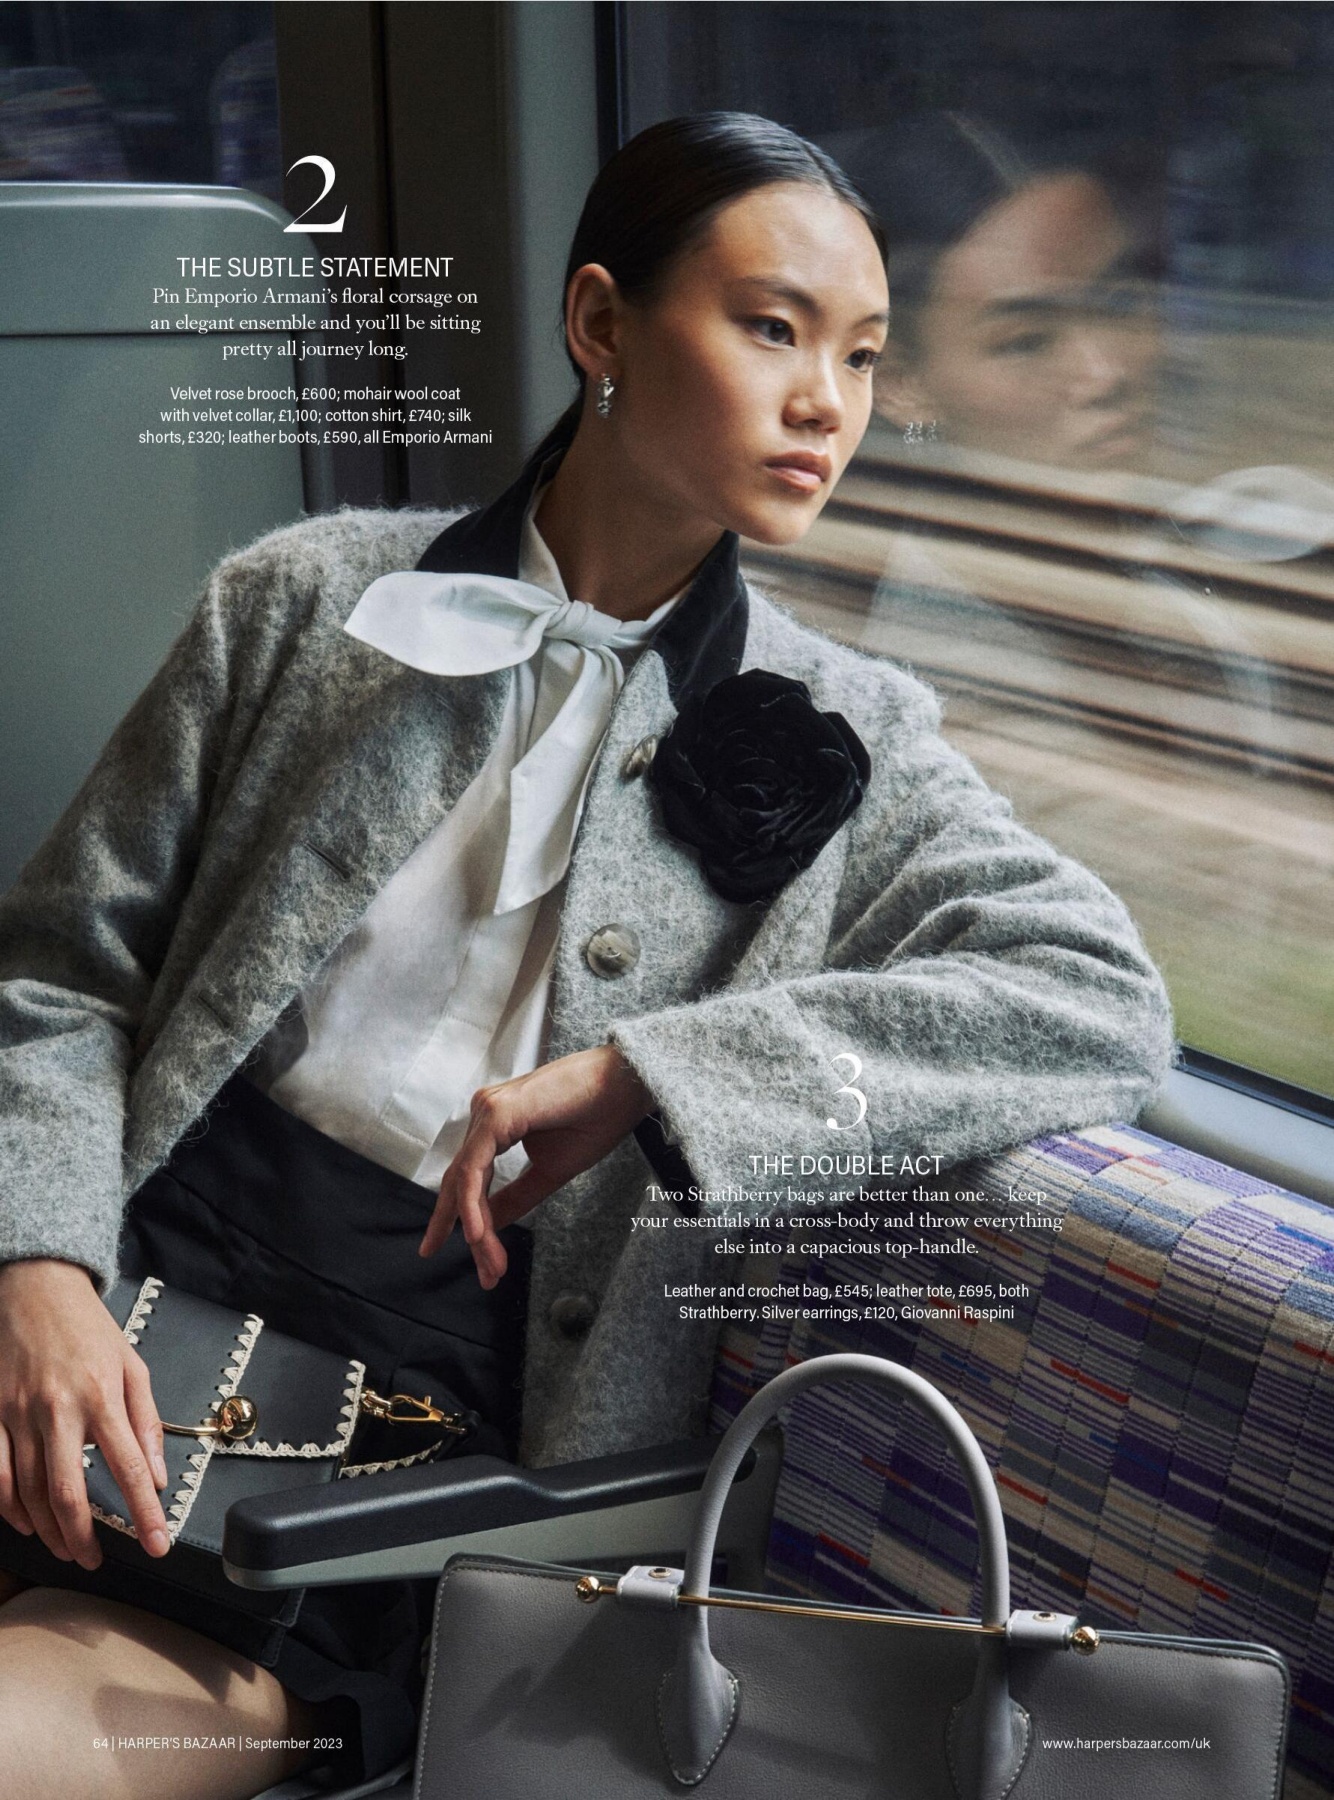 2
THE SUBTLE STATEMENT
Pin Emporio Armani’s floral corsage on
an elegant ensemble and you’ll be sitting
pretty all journey long.
Velvet rose brooch, £600; mohair wool coat
with velvet collar, £1,100; cotton shirt, £740; silk
shorts, £320; leather boots, £590, all Emporio Armani
3
THE DOUBLE ACT
Two Strathberry bags are better than one… keep
your essentials in a cross-body and throw everything
else into a capacious top-handle.
Leather and crochet bag, £545; leather tote, £695, both
Strathberry. Silver earrings, £120, Giovanni Raspini
64 | HARPER’S BAZAAR | September 2023
www.harpersbazaar.com/uk